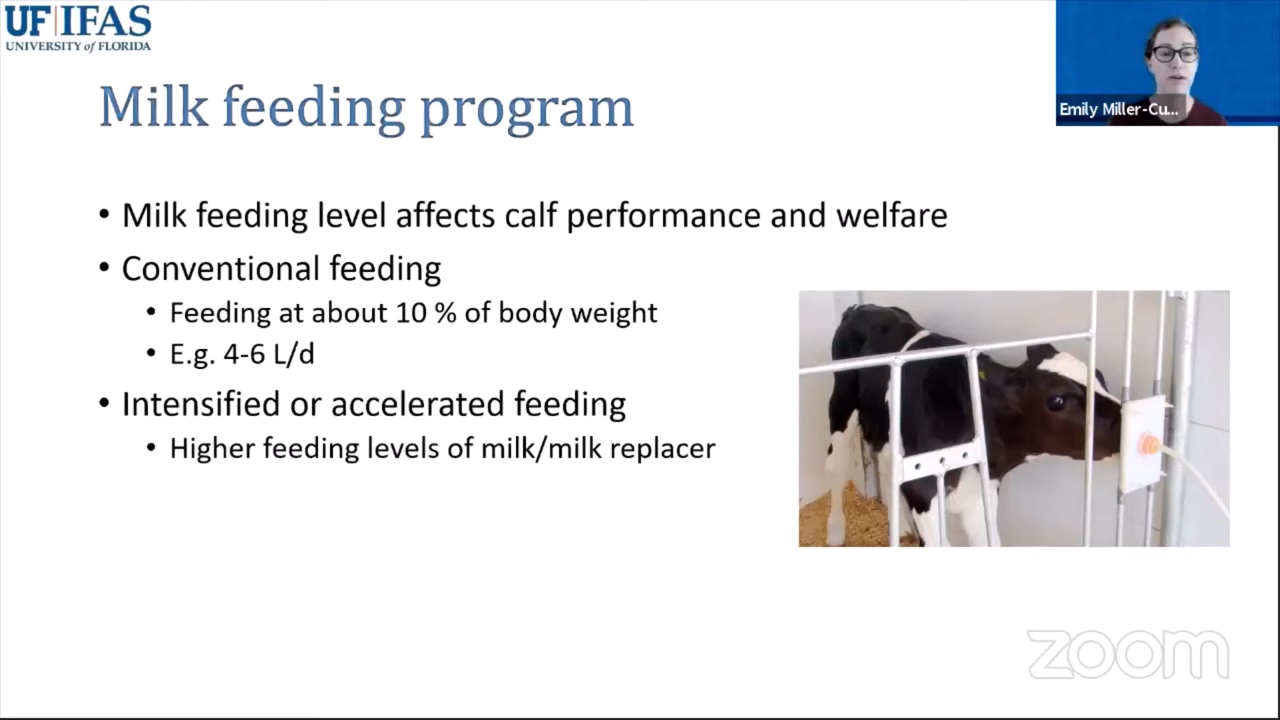 UF|IFAS
UNIVERSITY of FLORIDA
Emily Miller-Cu...
Milk feeding program
• Milk feeding level affects calf performance and welfare
• Conventional feeding
• Feeding at about 10 % of body weight
• E.g. 4-6 L/d
• Intensified or accelerated feeding
• Higher feeding levels of milk/milk replacer
zoom